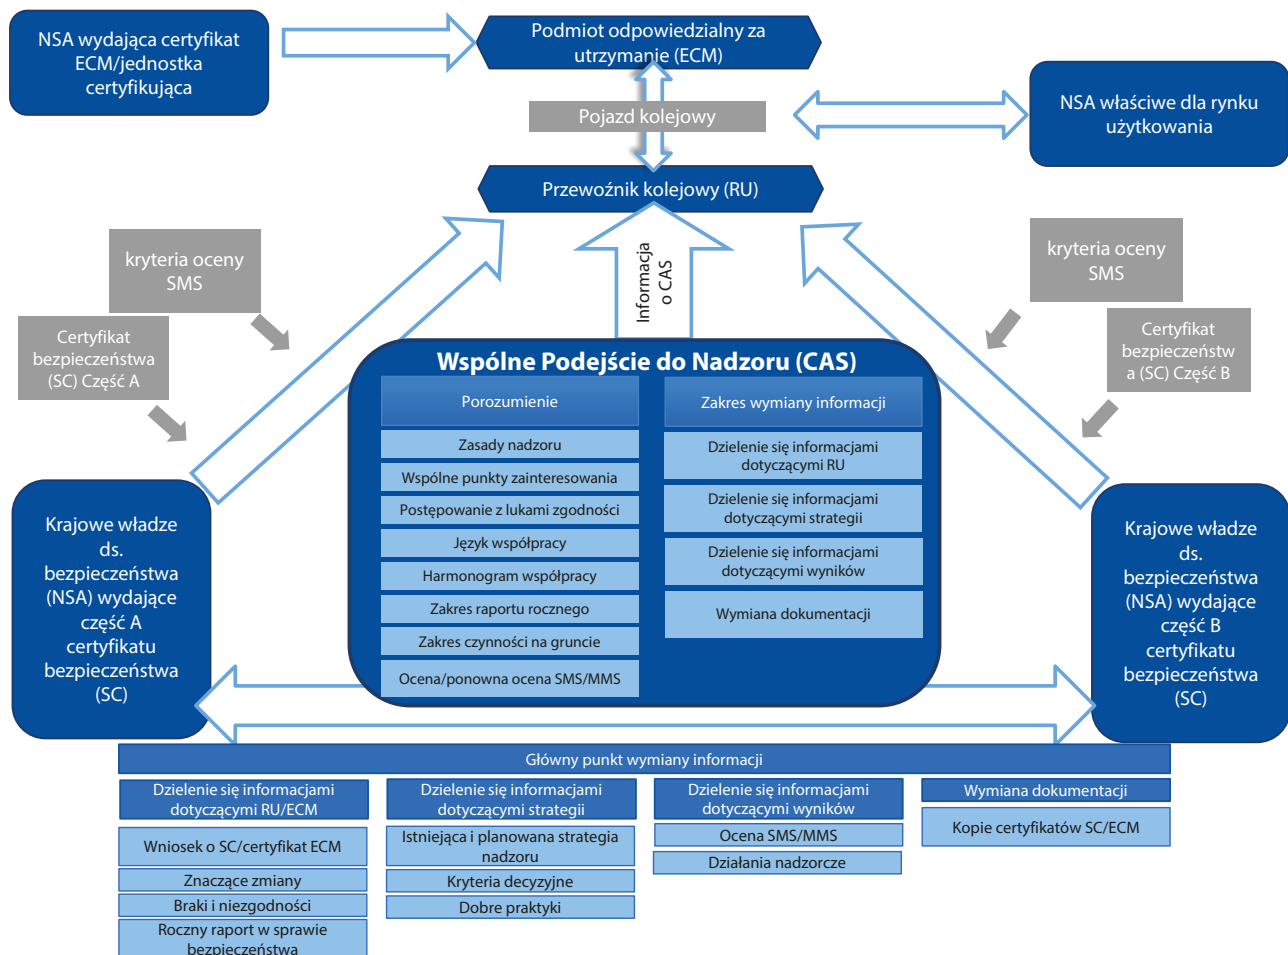 NSA wydająca certyfikat
ECM/jednostka
certyfikująca
Podmiot odpowiedzialny za
utrzymanie (ECM)
Pojazd kolejowy
NSA właściwe dla rynku
użytkowania
Przewoźnik kolejowy (RU)
kryteria oceny
SMS
Certyfikat
bezpieczeństwa
(SC) Część A
Informacja
o CAS
kryteria oceny
SMS
Certyfikat
bezpieczeństw
a (SC) Część B
Wspólne Podejście do Nadzoru (CAS)
Porozumienie
Zasady nadzoru
Wspólne punkty zainteresowania
Postępowanie z lukami zgodności
Język współpracy
Harmonogram współpracy
Zakres raportu rocznego
Zakres czynności na gruncie
Ocena/ponowna ocena SMS/MMS
Zakres wymiany informacji
Dzielenie się informacjami
dotyczącymi RU
Dzielenie się informacjami
dotyczącymi strategii
Dzielenie się informacjami
dotyczącymi wyników
Wymiana dokumentacji
Krajowe władze
ds.
bezpieczeństwa
(NSA) wydające
część A
certyfikatu
bezpieczeństwa
(SC)
Krajowe władze
ds.
bezpieczeństwa
(NSA) wydające
część B
certyfikatu
bezpieczeństwa
(SC)
Główny punkt wymiany informacji
Dzielenie się informacjami
dotyczącymi RU/ECM
Wniosek o SC/certyfikat ECM
Znaczące zmiany
Braki i niezgodności
Roczny raport w sprawie
bezpieczeństwa
Dzielenie się informacjami
dotyczącymi strategii
Istniejąca i planowana strategia
nadzoru
Kryteria decyzyjne
Dobre praktyki
Dzielenie się informacjami
dotyczącymi wyników
Ocena SMS/MMS
Działania nadzorcze
Wymiana dokumentacji
Kopie certyfikatów SC/ECM